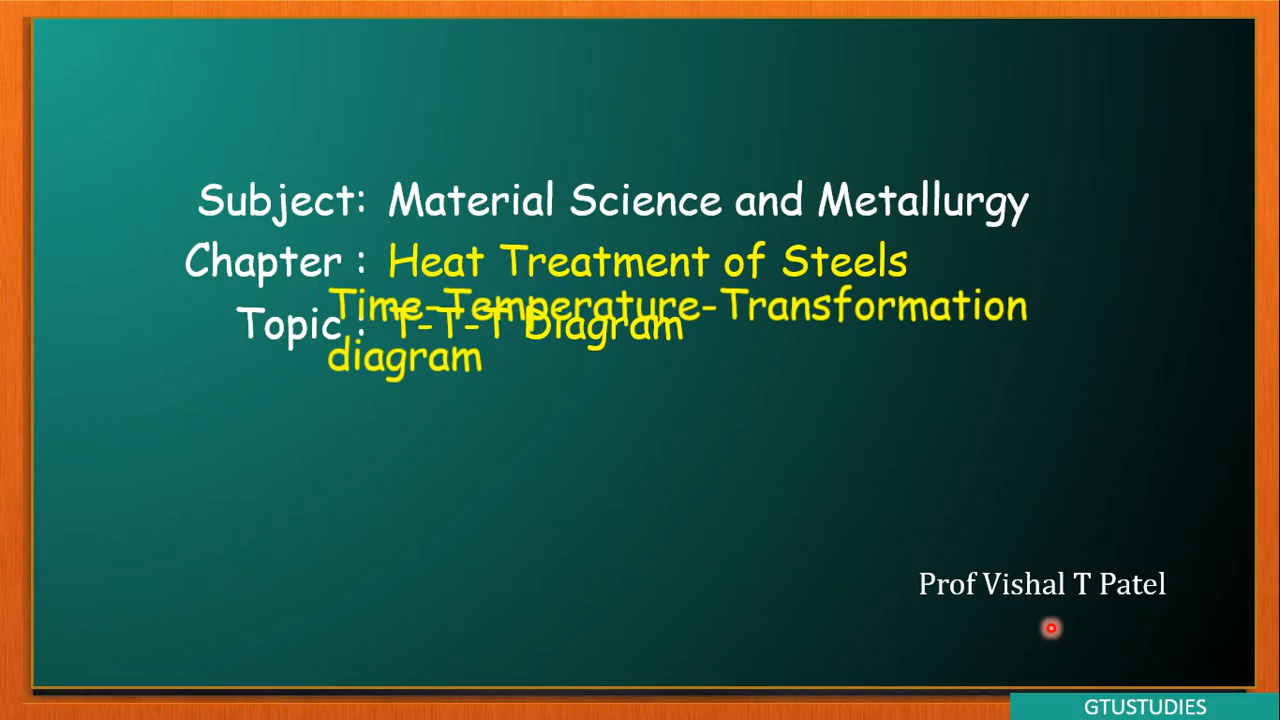 Subject: Material Science and Metallurgy
Chapter : Heat Treatment of Steels
Time-Temperature-Transformation
Topic : T-T-T Diagram
diagram
Prof Vishal T Patel
GTUSTUDIES